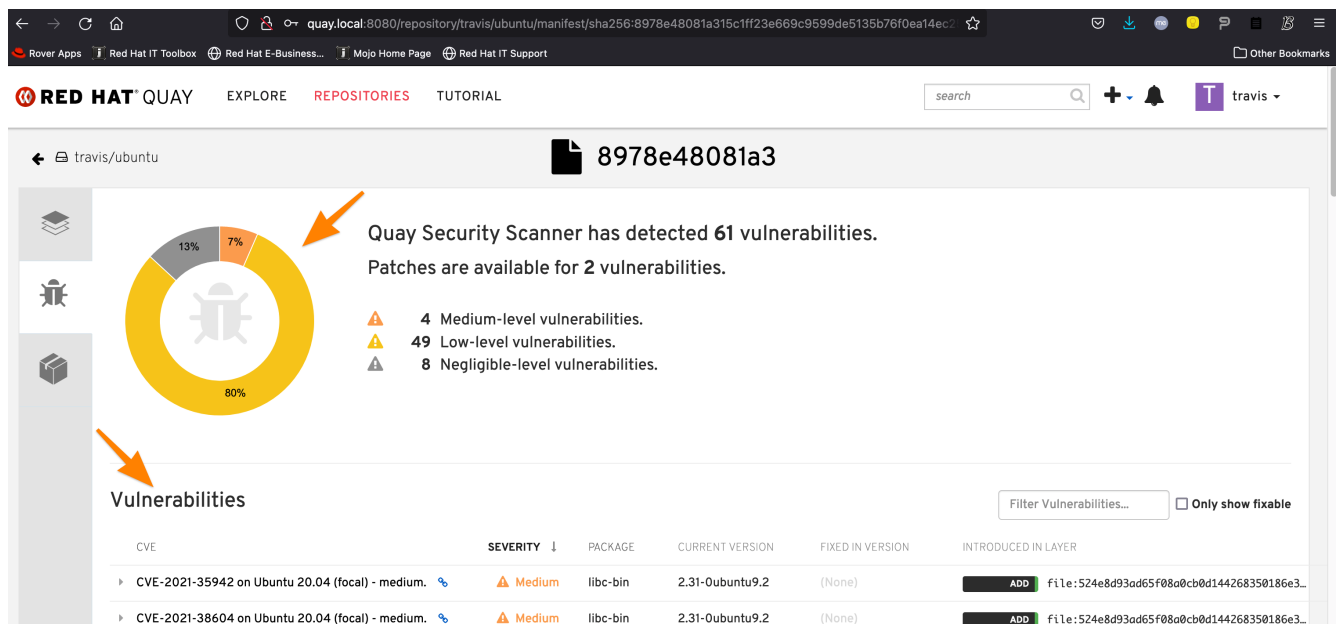 quay.local:8080/repository/travis/ubuntu/manifest/sha256:8978e48081a315c1ff23e669c9599de5135b76f0ea14ec2
Rover Apps Red Hat IT Toolbox Red Hat E-Business... Mojo Home Page Red Hat IT Support Other Bookmarks
RED HAT® QUAY EXPLORE REPOSITORIES TUTORIAL search T travis
travis/ubuntu 8978e48081a3
13% 7%
80%
Quay Security Scanner has detected 61 vulnerabilities.
Patches are available for 2 vulnerabilities.
4 Medium-level vulnerabilities.
49 Low-level vulnerabilities.
8 Negligible-level vulnerabilities.
Vulnerabilities Filter Vulnerabilities... Only show fixable
CVE SEVERITY ↓ PACKAGE CURRENT VERSION FIXED IN VERSION INTRODUCED IN LAYER
CVE-2021-35942 on Ubuntu 20.04 (focal) - medium. Medium libc-bin 2.31-0ubuntu9.2 (None) ADD file:524e8d93ad65f08a0cb0d144268350186e3...
CVE-2021-38604 on Ubuntu 20.04 (focal) - medium. Medium libc-bin 2.31-0ubuntu9.2 (None) ADD file:524e8d93ad65f08a0cb0d144268350186e3...